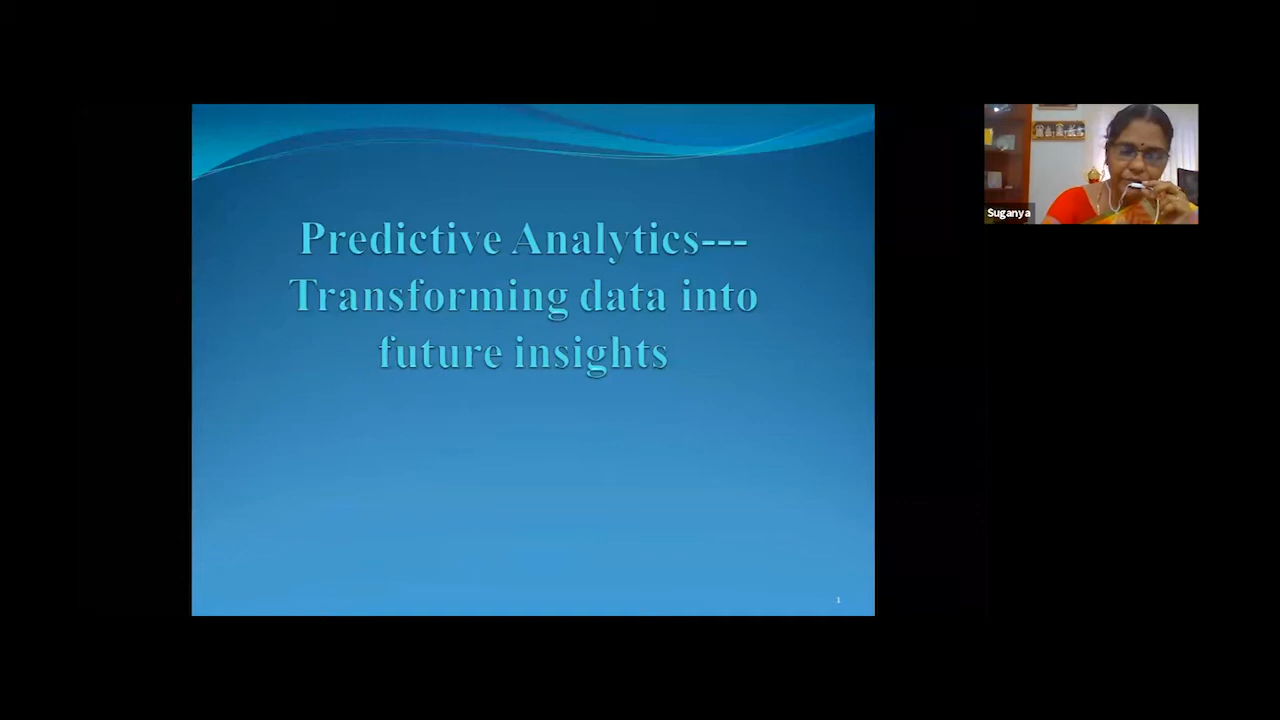 Predictive Analytics---
Transforming data into
future insights
1
Suganya